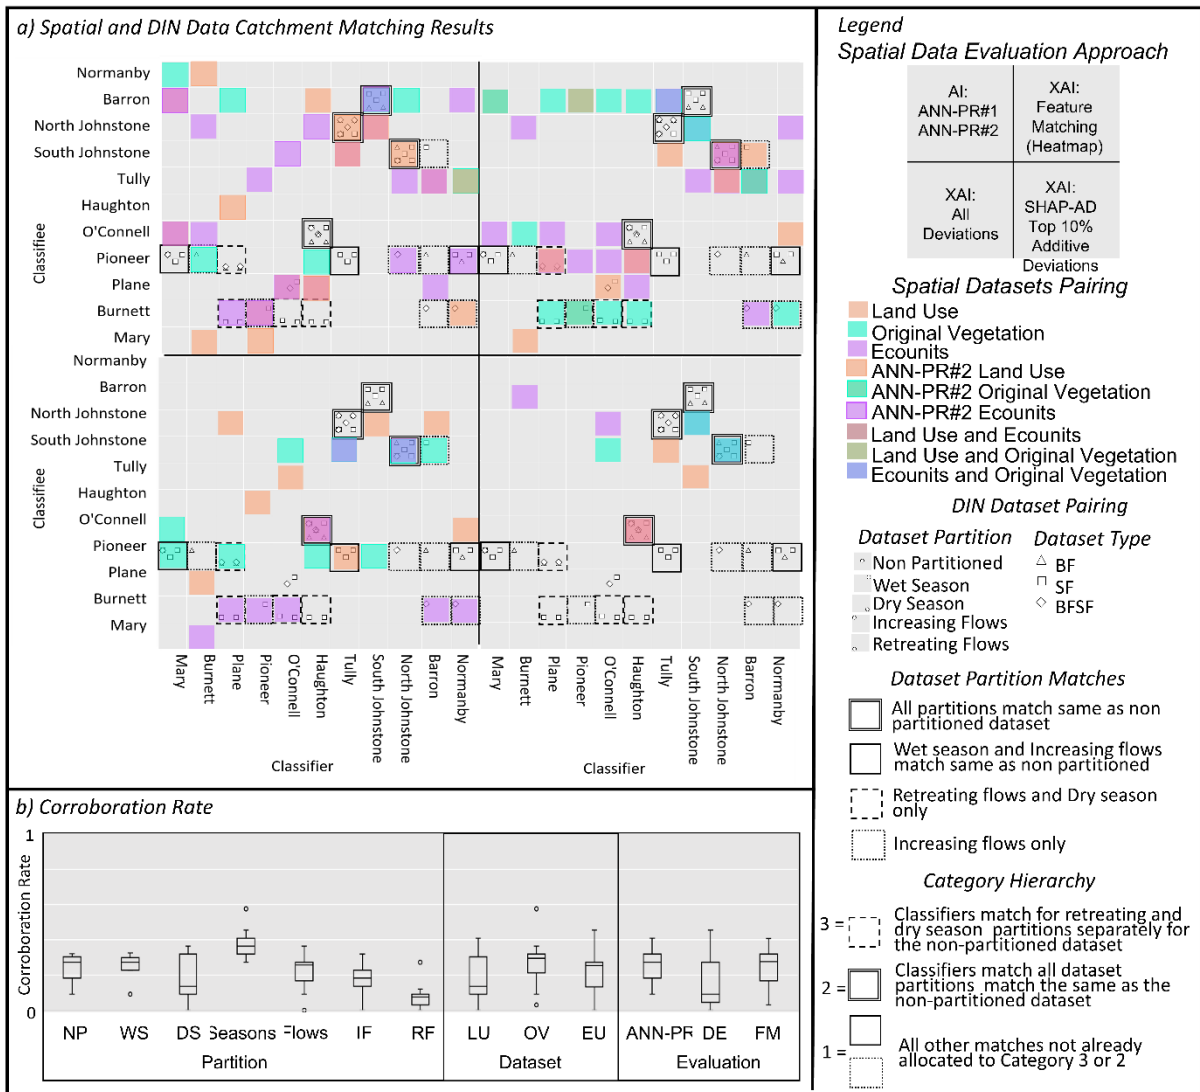 a) Spatial and DIN Data Catchment Matching Results
Normanby
Barron
North Johnstone
South Johnstone
Tully
Haughton
O'Connell
Pioneer
Plane
Burnett
Mary
Classifiee
Normanby
Barron
North Johnstone
South Johnstone
Tully
Haughton
O'Connell
Pioneer
Plane
Burnett
Mary
Classifiee
Mary
Burnett
Plane
Pioneer
O'Connell
Haughton
Tully
South Johnstone
North Johnstone
Barron
Normanby
Mary
Burnett
Plane
Pioneer
O'Connell
Haughton
Tully
South Johnstone
North Johnstone
Barron
Normanby
Classifier
Classifier
b) Corroboration Rate
Corroboration Rate
1
0
NP
WS
DS
Seasons
Flows
IF
RF
LU
OV
EU
ANN-PR
DE
FM
Partition
Dataset
Evaluation
Legend
Spatial Data Evaluation Approach
AI:
ANN-PR#1
ANN-PR#2
XAI:
Feature
Matching
(Heatmap)
XAI:
All
Deviations
XAI:
SHAP-AD
Top 10%
Additive
Deviations
Spatial Datasets Pairing
Land Use
Original Vegetation
Ecounits
ANN-PR#2 Land Use
ANN-PR#2 Original Vegetation
ANN-PR#2 Ecounits
Land Use and Ecounits
Land Use and Original Vegetation
Ecounits and Original Vegetation
DIN Dataset Pairing
Dataset Partition
Non Partitioned
Wet Season
Dry Season
Increasing Flows
Retreating Flows
Dataset Type
BF
SF
BFSF
Dataset Partition Matches
All partitions match same as non
partitioned dataset
Wet season and Increasing flows
match same as non partitioned
Retreating flows and Dry season
only
Increasing flows only
Category Hierarchy
3 =
Classifiers match for retreating and
dry season partitions separately for
the non-partitioned dataset
2 =
Classifiers match all dataset
partitions match the same as the
non-partitioned dataset
1 =
All other matches not already
allocated to Category 3 or 2